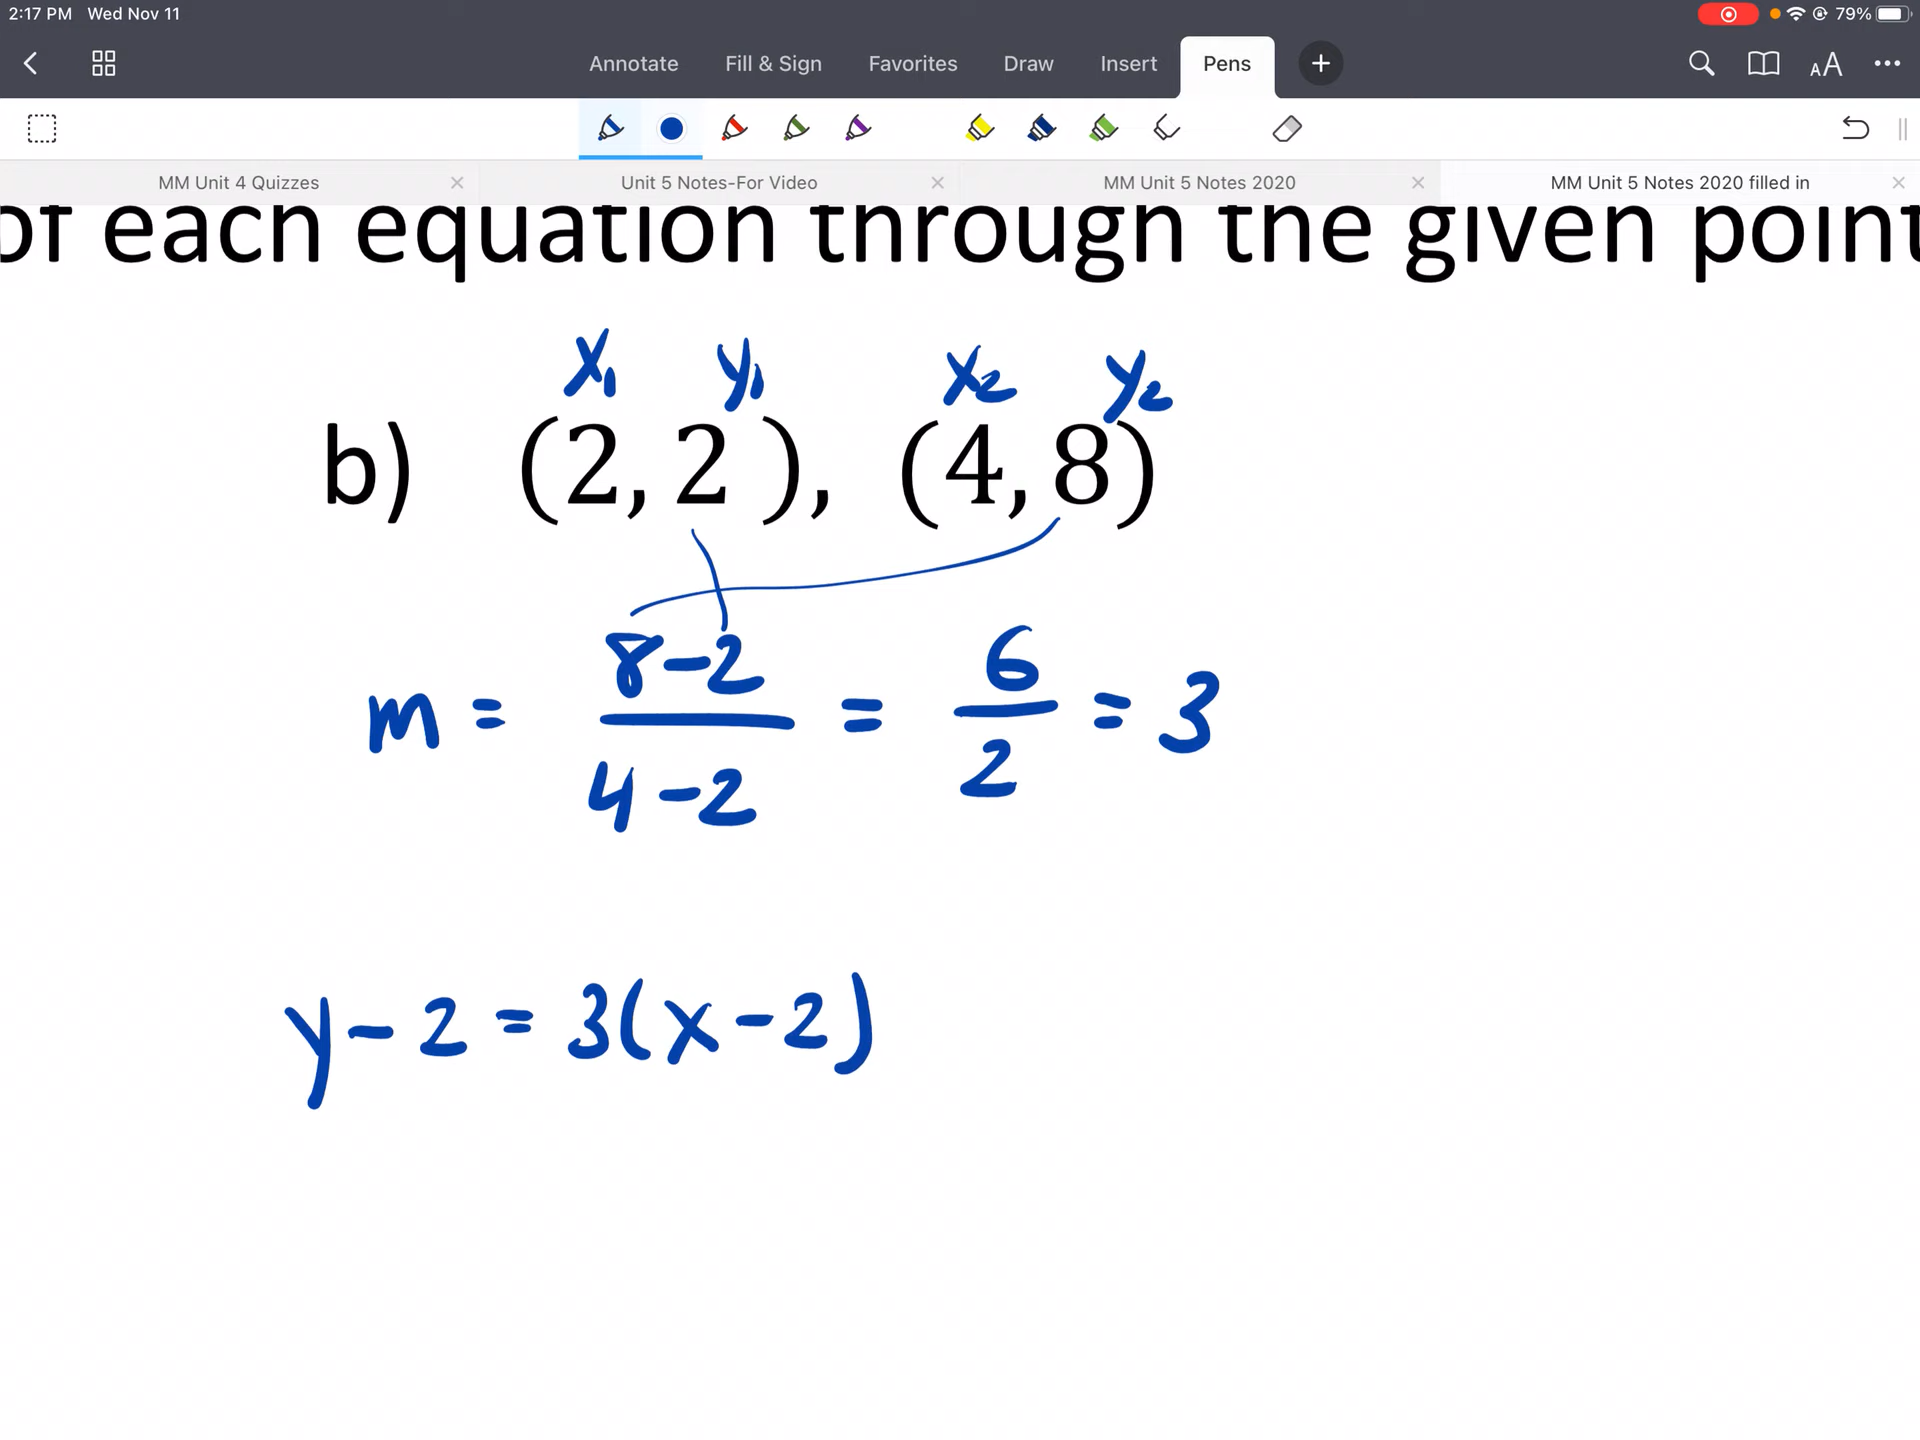 2:17 PM Wed Nov 11 79%
Annotate Fill & Sign Favorites Draw Insert Pens +
AA
MM Unit 4 Quizzes × Unit 5 Notes-For Video × MM Unit 5 Notes 2020 × MM Unit 5 Notes 2020 filled in ×
of each equation through the given point
x₁ y₁ x₂ y₂
b) (2, 2 ), (4, 8)
m = (8-2)/(4-2) = 6/2 = 3
y - 2 = 3(x - 2)